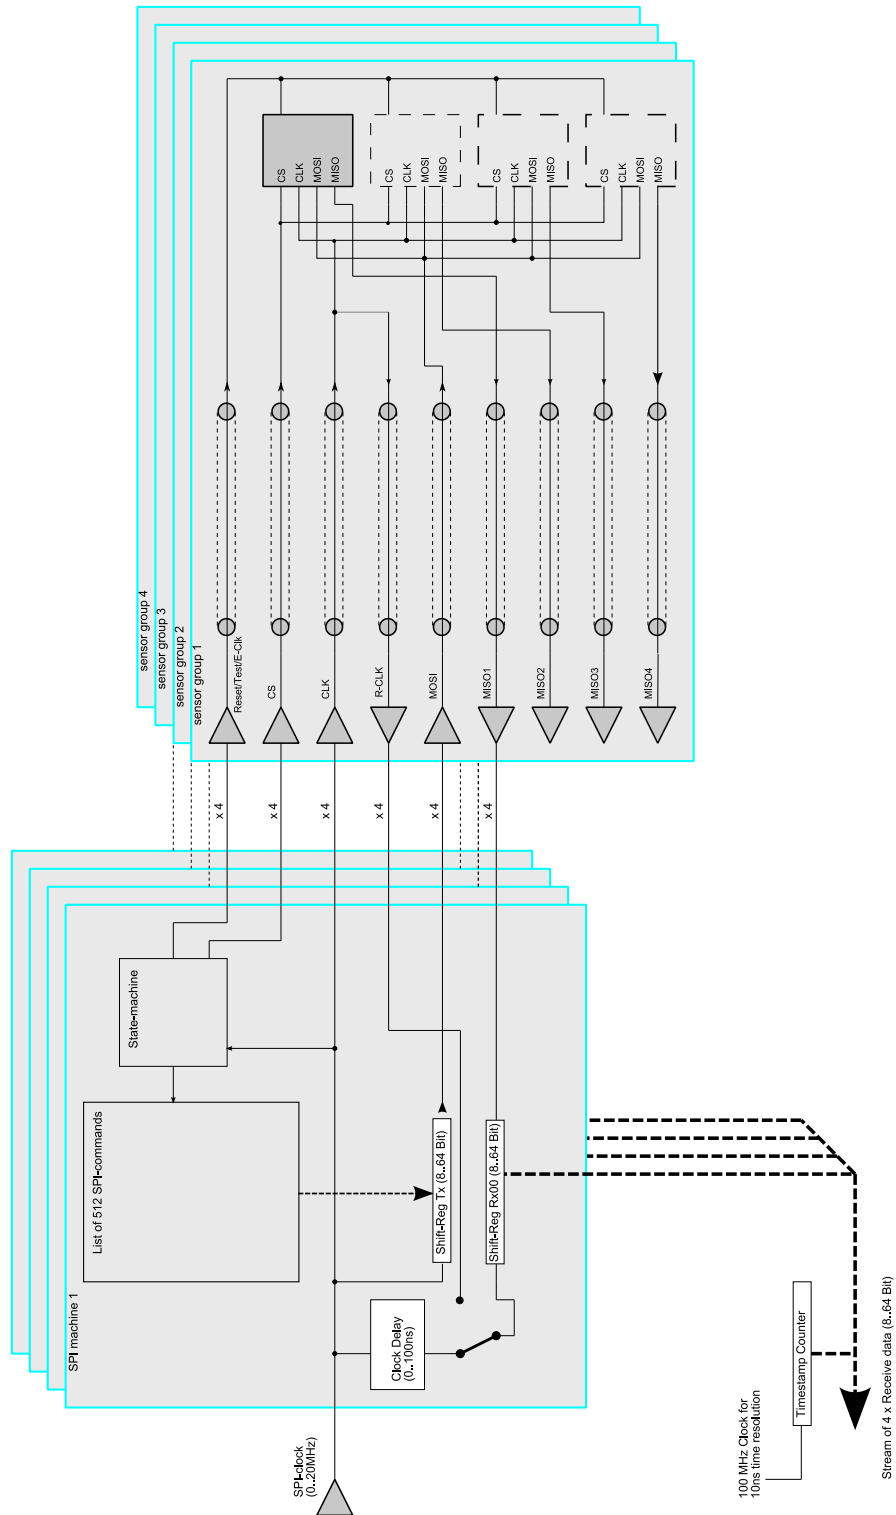 sensor group 4
sensor group 3
sensor group 2
sensor group 1
CS
CLK
MOSI
MISO
CS
CLK
MOSI
MISO
CS
CLK
MOSI
MISO
CS
CLK
MOSI
MISO
Reset/Test/E-Clk
CS
CLK
R-CLK
MOSI
MISO1
MISO2
MISO3
MISO4
x 4
x 4
x 4
x 4
x 4
x 4
SPI machine 1
State-machine
List of 512 SPI-commands
Shift-Reg Tx (8..64 Bit)
Shift-Reg Rx00 (8..64 Bit)
Clock Delay
(0..100ns)
SPI-clock
(0..20MHz)
100 MHz Clock for
10ns time resolution
Timestamp Counter
Stream of 4 x Receive data (8..64 Bit)